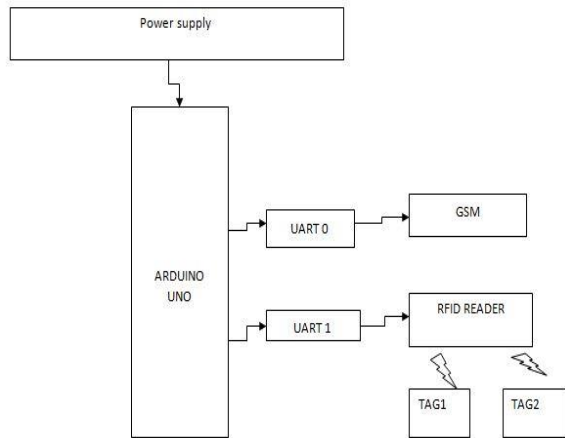 Power supply
ARDUINO
UNO
UART 0
GSM
UART 1
RFID READER
TAG1
TAG2